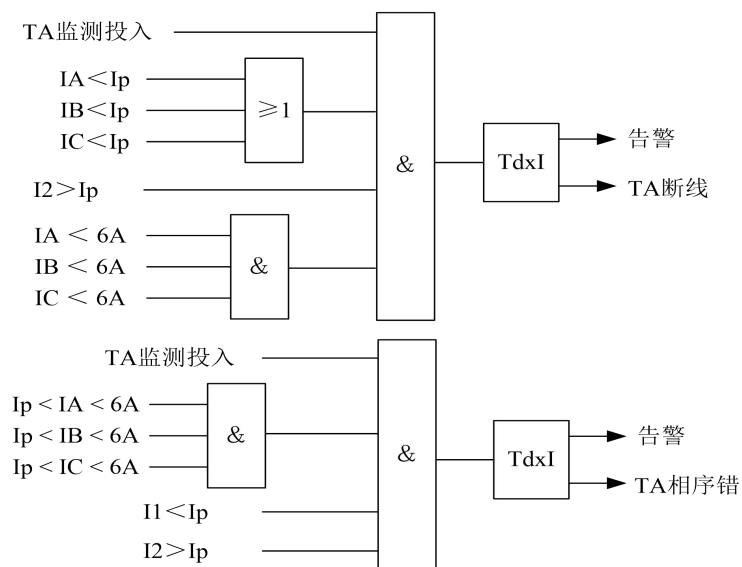 TA监测投入
IA＜Ip
IB＜Ip
IC＜Ip
≥1
I2＞Ip
IA ＜ 6A
IB ＜ 6A
IC ＜ 6A
&
&
TdxI
告警
TA断线
TA监测投入
Ip < IA < 6A
Ip < IB < 6A
Ip < IC < 6A
&
I1＜Ip
I2＞Ip
&
TdxI
告警
TA相序错